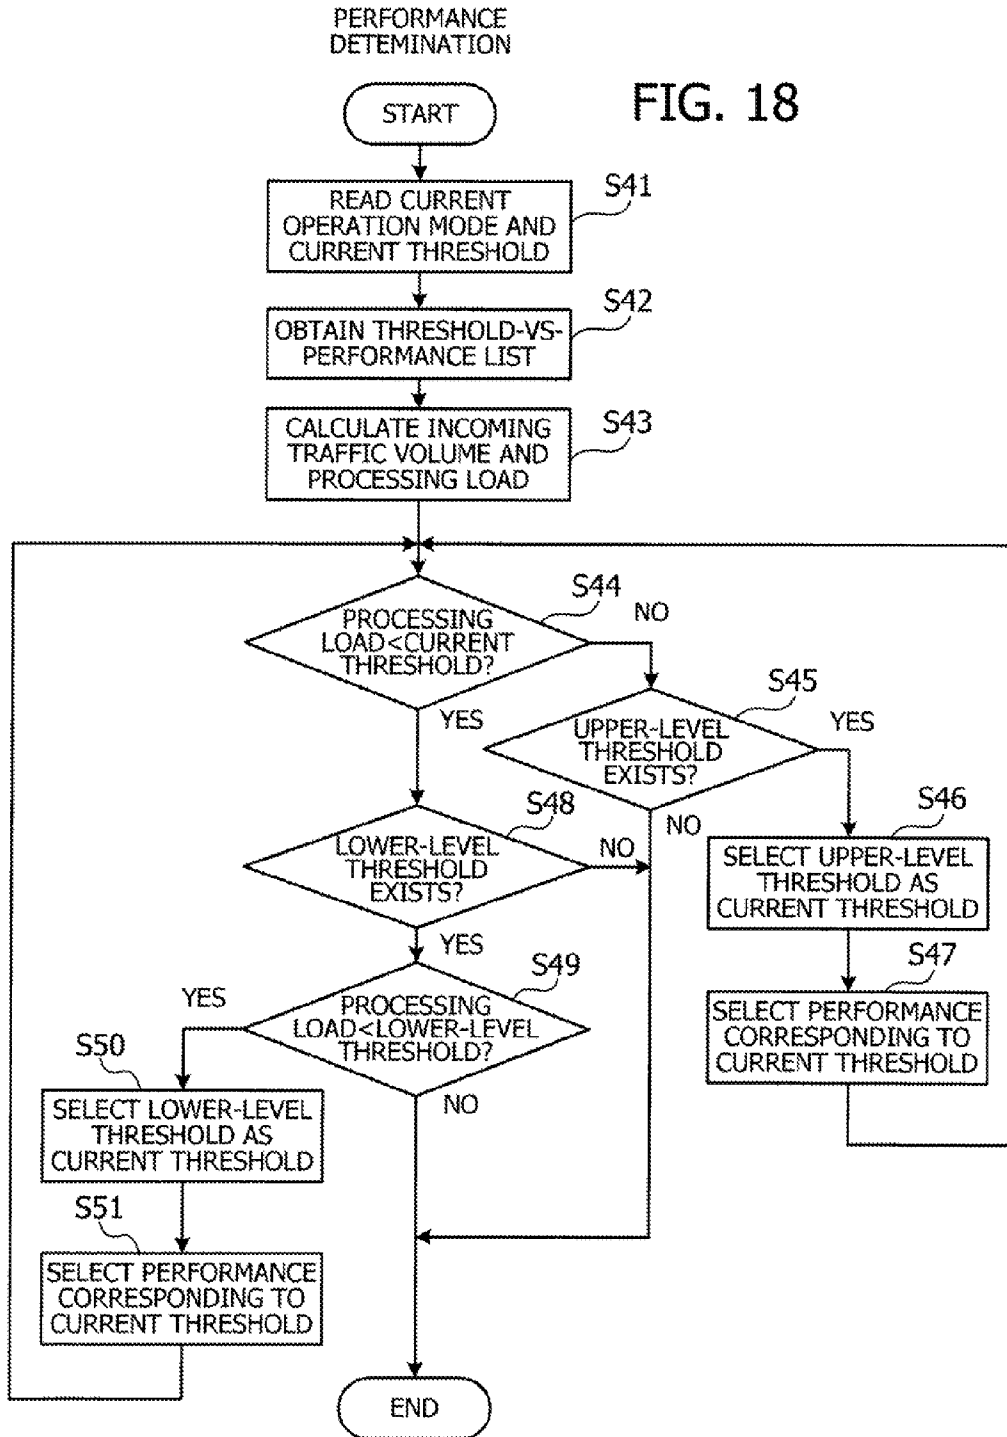 PERFORMANCE
DETEMINATION
FIG. 18
START
S41
READ CURRENT
OPERATION MODE AND
CURRENT THRESHOLD
S42
OBTAIN THRESHOLD-VS-
PERFORMANCE LIST
S43
CALCULATE INCOMING
TRAFFIC VOLUME AND
PROCESSING LOAD
S44
PROCESSING
LOAD<CURRENT
THRESHOLD?
NO
YES
S45
UPPER-LEVEL
THRESHOLD
EXISTS?
YES
NO
S46
SELECT UPPER-LEVEL
THRESHOLD AS
CURRENT THRESHOLD
S47
SELECT PERFORMANCE
CORRESPONDING TO
CURRENT THRESHOLD
S48
LOWER-LEVEL
THRESHOLD
EXISTS?
NO
YES
S49
PROCESSING
LOAD<LOWER-LEVEL
THRESHOLD?
YES
NO
S50
SELECT LOWER-LEVEL
THRESHOLD AS
CURRENT THRESHOLD
S51
SELECT PERFORMANCE
CORRESPONDING TO
CURRENT THRESHOLD
END